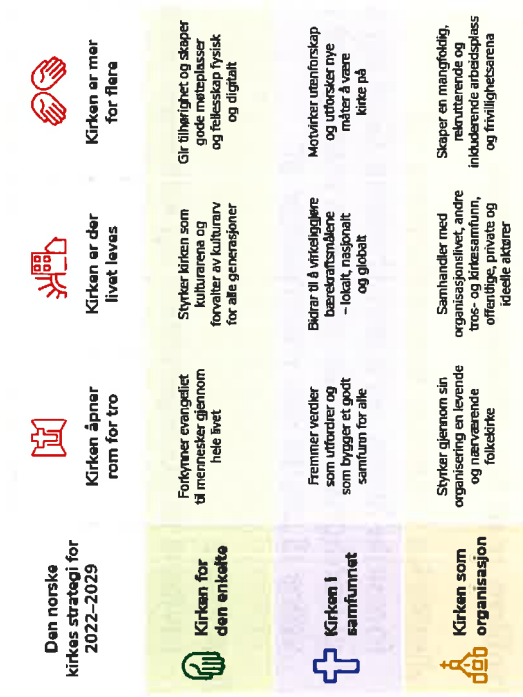 Den norske
kirkes strategi for
2022–2029
Kirken åpner
rom for tro
Kirken er der
livet leves
Kirken er mer
for flere
Kirken for
den enkelte
Forkynner evangeliet
til mennesker gjennom
hele livet
Styrker kirken som
kulturarena og
forvalter av kulturarv
for alle generasjoner
Gir tilhørighet og skaper
gode møteplasser
og fellesskap fysisk
og digitalt
Kirken i
samfunnet
Fremmer verdier
som utfordrer og
som bygger et godt
samfunn for alle
Bidrar til å virkeliggjøre
bærekraftsmålene
– lokalt, nasjonalt
og globalt
Motvirker utenforskap
og utforsker nye
måter å være
kirke på
Kirken som
organisasjon
Styrker gjennom sin
organisering en levende
og nærværende
folkekirke
Samhandler med
organisasjonslivet, andre
tros- og kirkesamfunn,
offentlige, private og
ideelle aktører
Skaper en mangfoldig,
rekrutterende og
inkluderende arbeidsplass
og frivillighetsarena